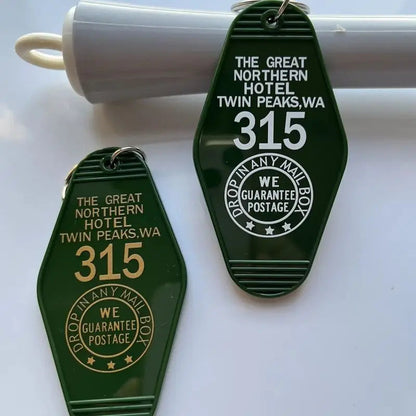 THE GREAT
NORTHERN
HOTEL
TWIN PEAKS,WA
315
DROP IN ANY MAIL BOX
WE
GUARANTEE
POSTAGE
THE GREAT
NORTHERN
HOTEL
TWIN PEAKS,WA
315
DROP IN ANY MAIL BOX
WE
GUARANTEE
POSTAGE